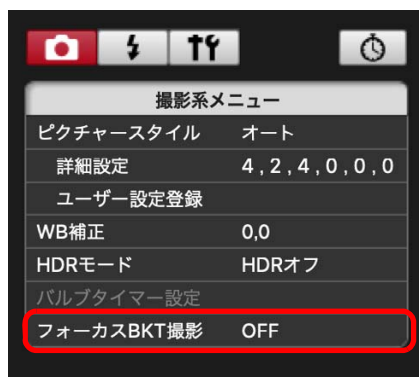 撮影系メニュー
ピクチャースタイル オート
詳細設定 4,2,4,0,0,0
ユーザー設定登録
WB補正 0,0
HDRモード HDRオフ
バルブタイマー設定
フォーカスBKT撮影 OFF